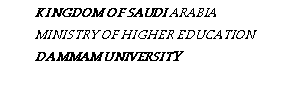 KINGDOM OF SAUDI ARABIA
MINISTRY OF HIGHER EDUCATION
DAMMAM UNIVERSITY